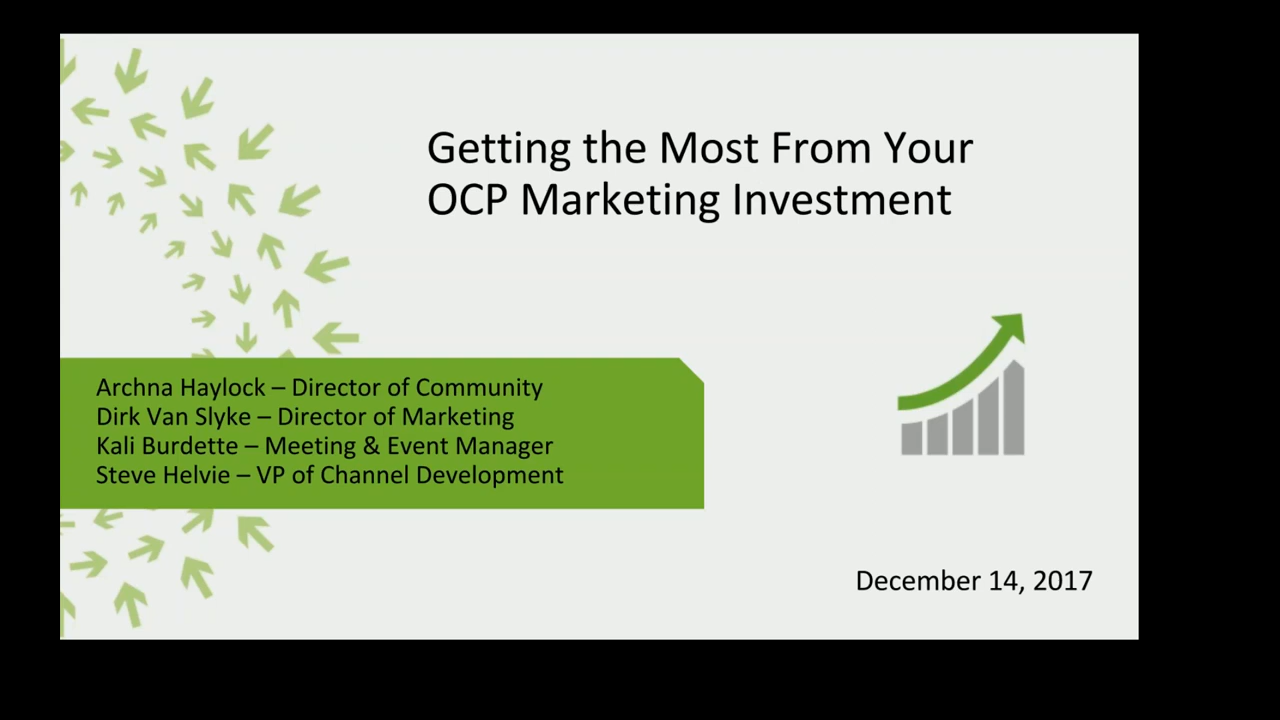 Getting the Most From Your
OCP Marketing Investment
Archna Haylock – Director of Community
Dirk Van Slyke – Director of Marketing
Kali Burdette – Meeting & Event Manager
Steve Helvie – VP of Channel Development
December 14, 2017